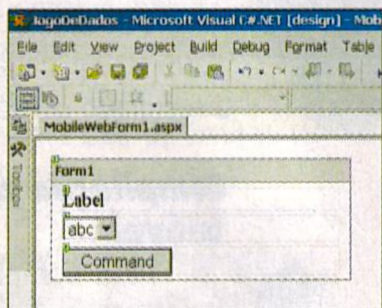 JogoDeDados - Microsoft Visual C#.NET [design] - Mob
File Edit View Project Build Debug Format Table
MobileWebForm1.aspx
Toolbox
Form1
Label
abc
Command